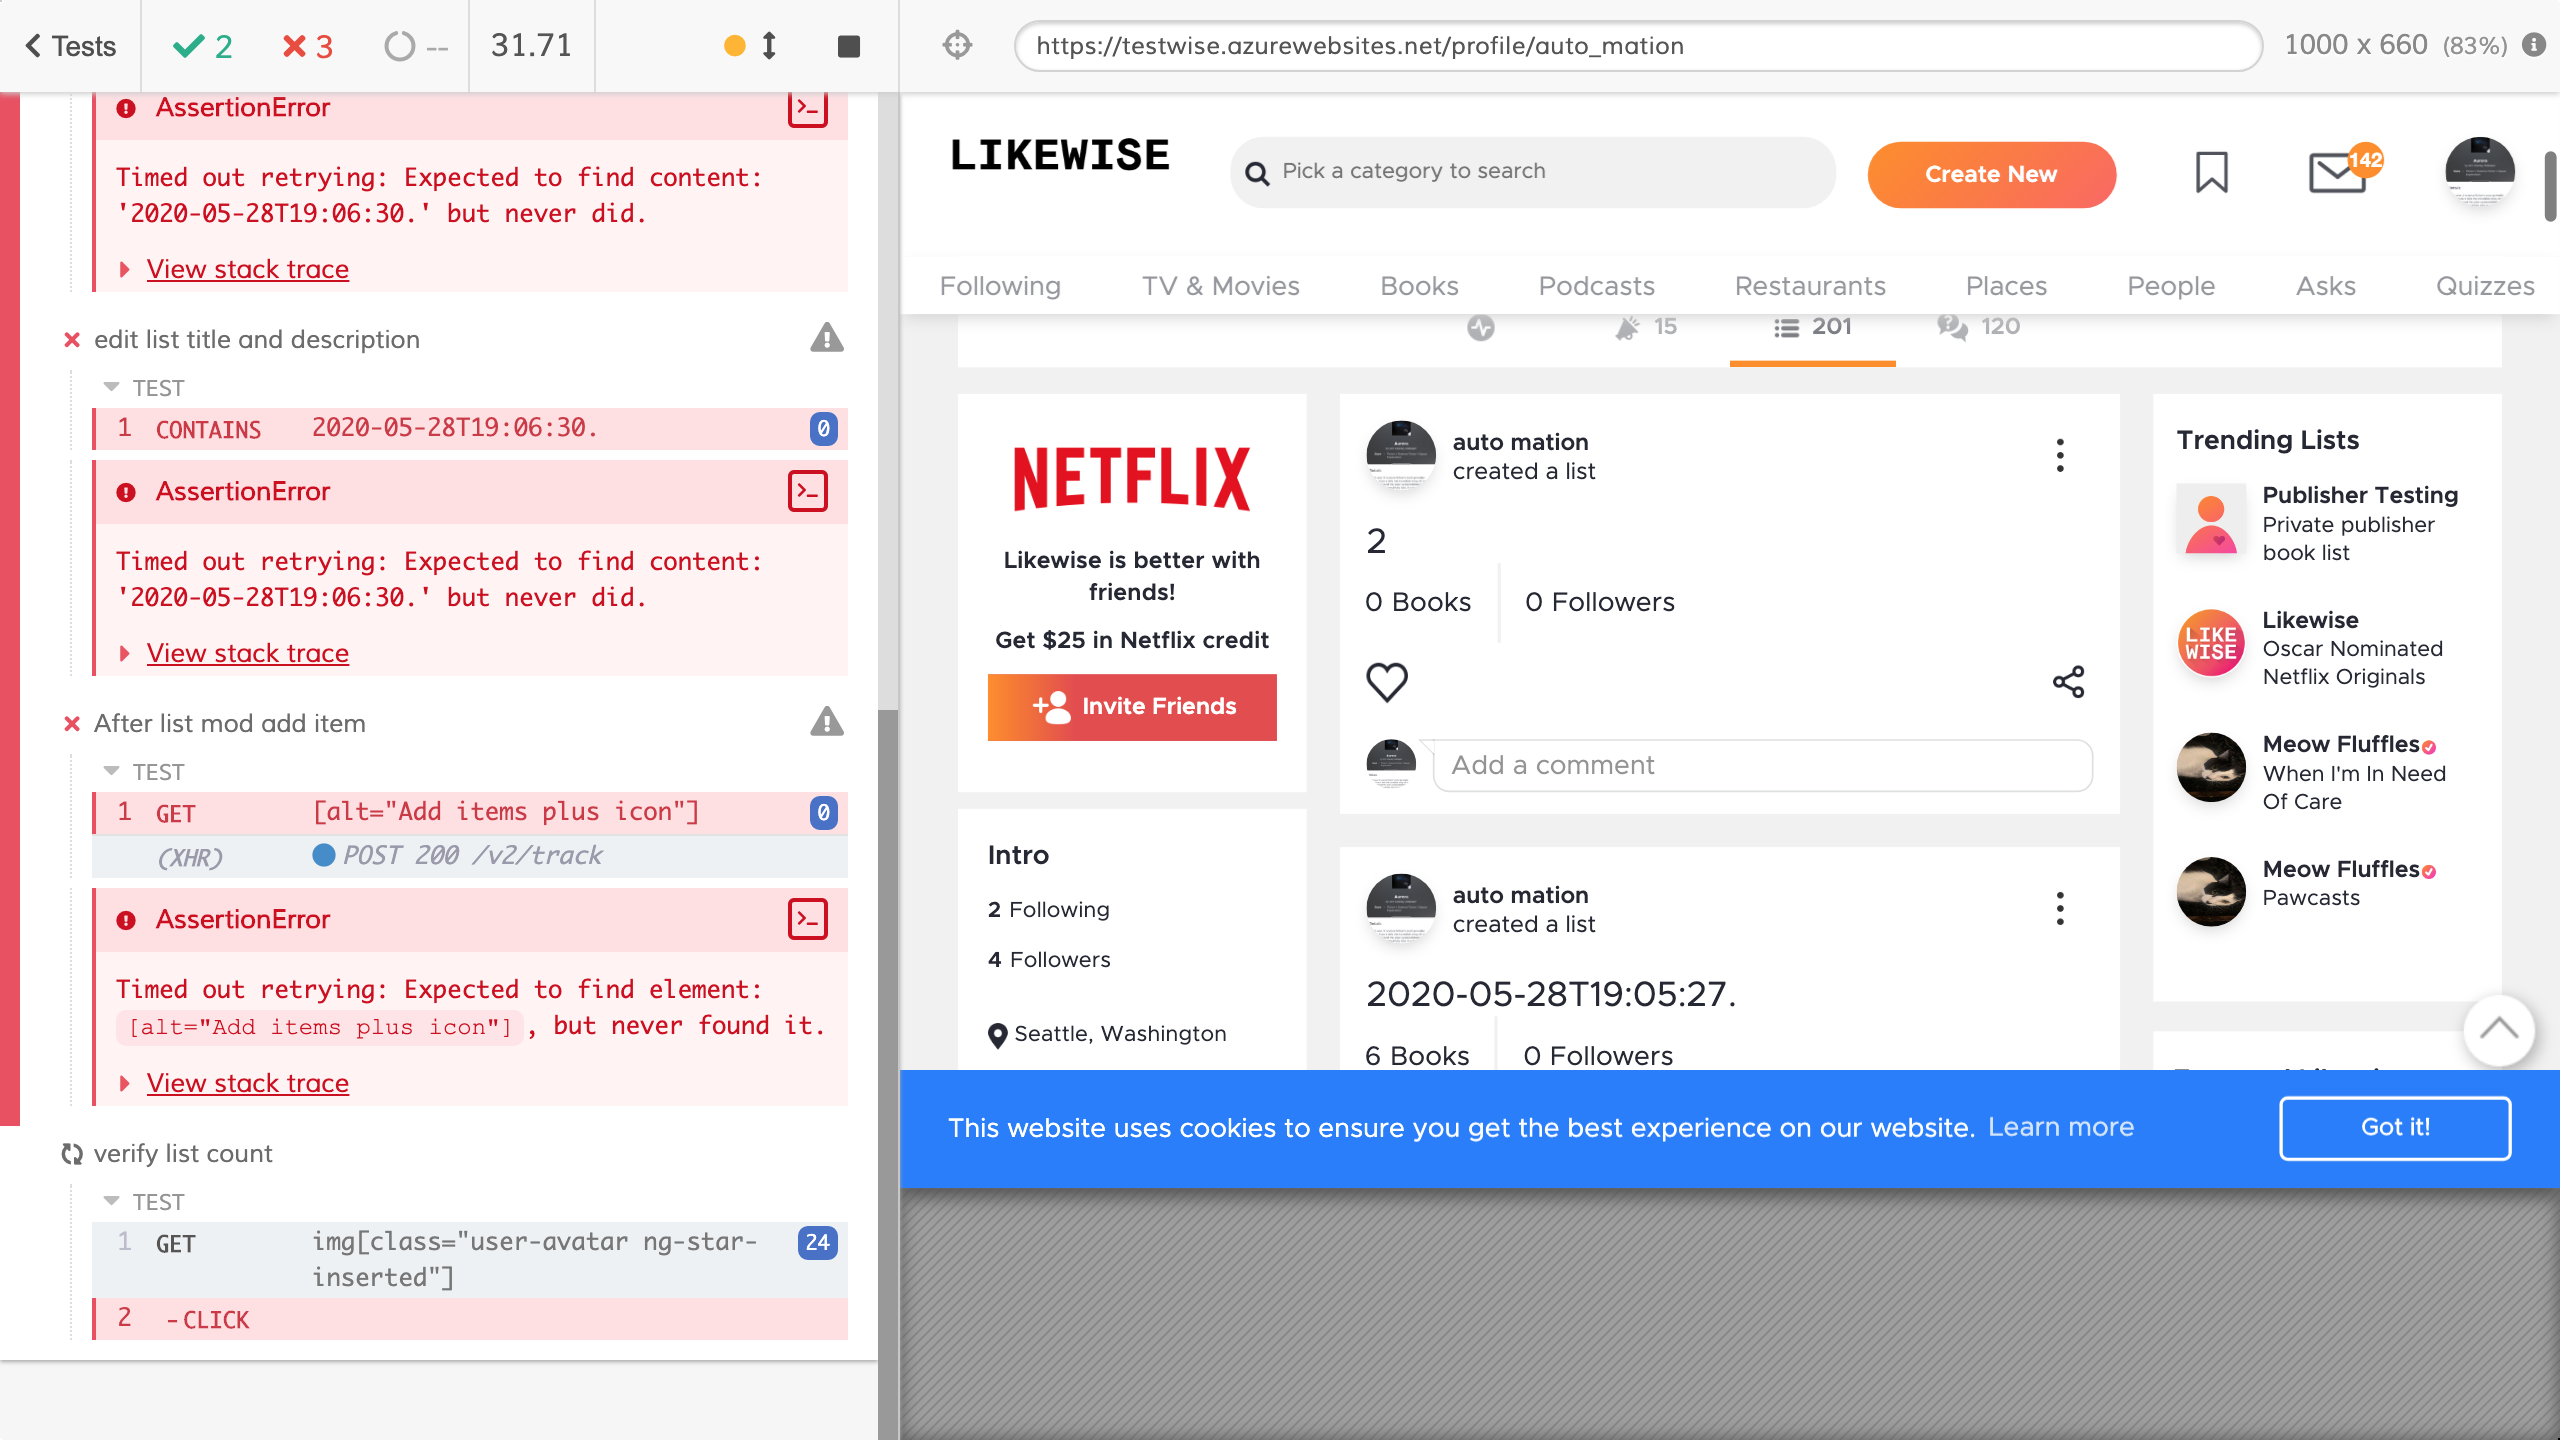 Tests
2
3
--
31.71
https://testwise.azurewebsites.net/profile/auto_mation
1000 x 660 (83%)
AssertionError
Timed out retrying: Expected to find content:
'2020-05-28T19:06:30.' but never did.
View stack trace
edit list title and description
TEST
1 CONTAINS 2020-05-28T19:06:30. 0
AssertionError
Timed out retrying: Expected to find content:
'2020-05-28T19:06:30.' but never did.
View stack trace
After list mod add item
TEST
1 GET [alt="Add items plus icon"] 0
(XHR) POST 200 /v2/track
AssertionError
Timed out retrying: Expected to find element:
[alt="Add items plus icon"], but never found it.
View stack trace
verify list count
TEST
1 GET img[class="user-avatar ng-star-
inserted"] 24
2 -CLICK
LIKEWISE
Pick a category to search
Create New
142
Following
TV & Movies
Books
Podcasts
Restaurants
Places
People
Asks
Quizzes
15
201
120
NETFLIX
Likewise is better with
friends!
Get $25 in Netflix credit
Invite Friends
Intro
2 Following
4 Followers
Seattle, Washington
auto mation
created a list
2
0 Books
0 Followers
Add a comment
auto mation
created a list
2020-05-28T19:05:27.
6 Books
0 Followers
Trending Lists
Publisher Testing
Private publisher
book list
LIKE
WISE
Likewise
Oscar Nominated
Netflix Originals
Meow Fluffles
When I'm In Need
Of Care
Meow Fluffles
Pawcasts
This website uses cookies to ensure you get the best experience on our website. Learn more
Got it!